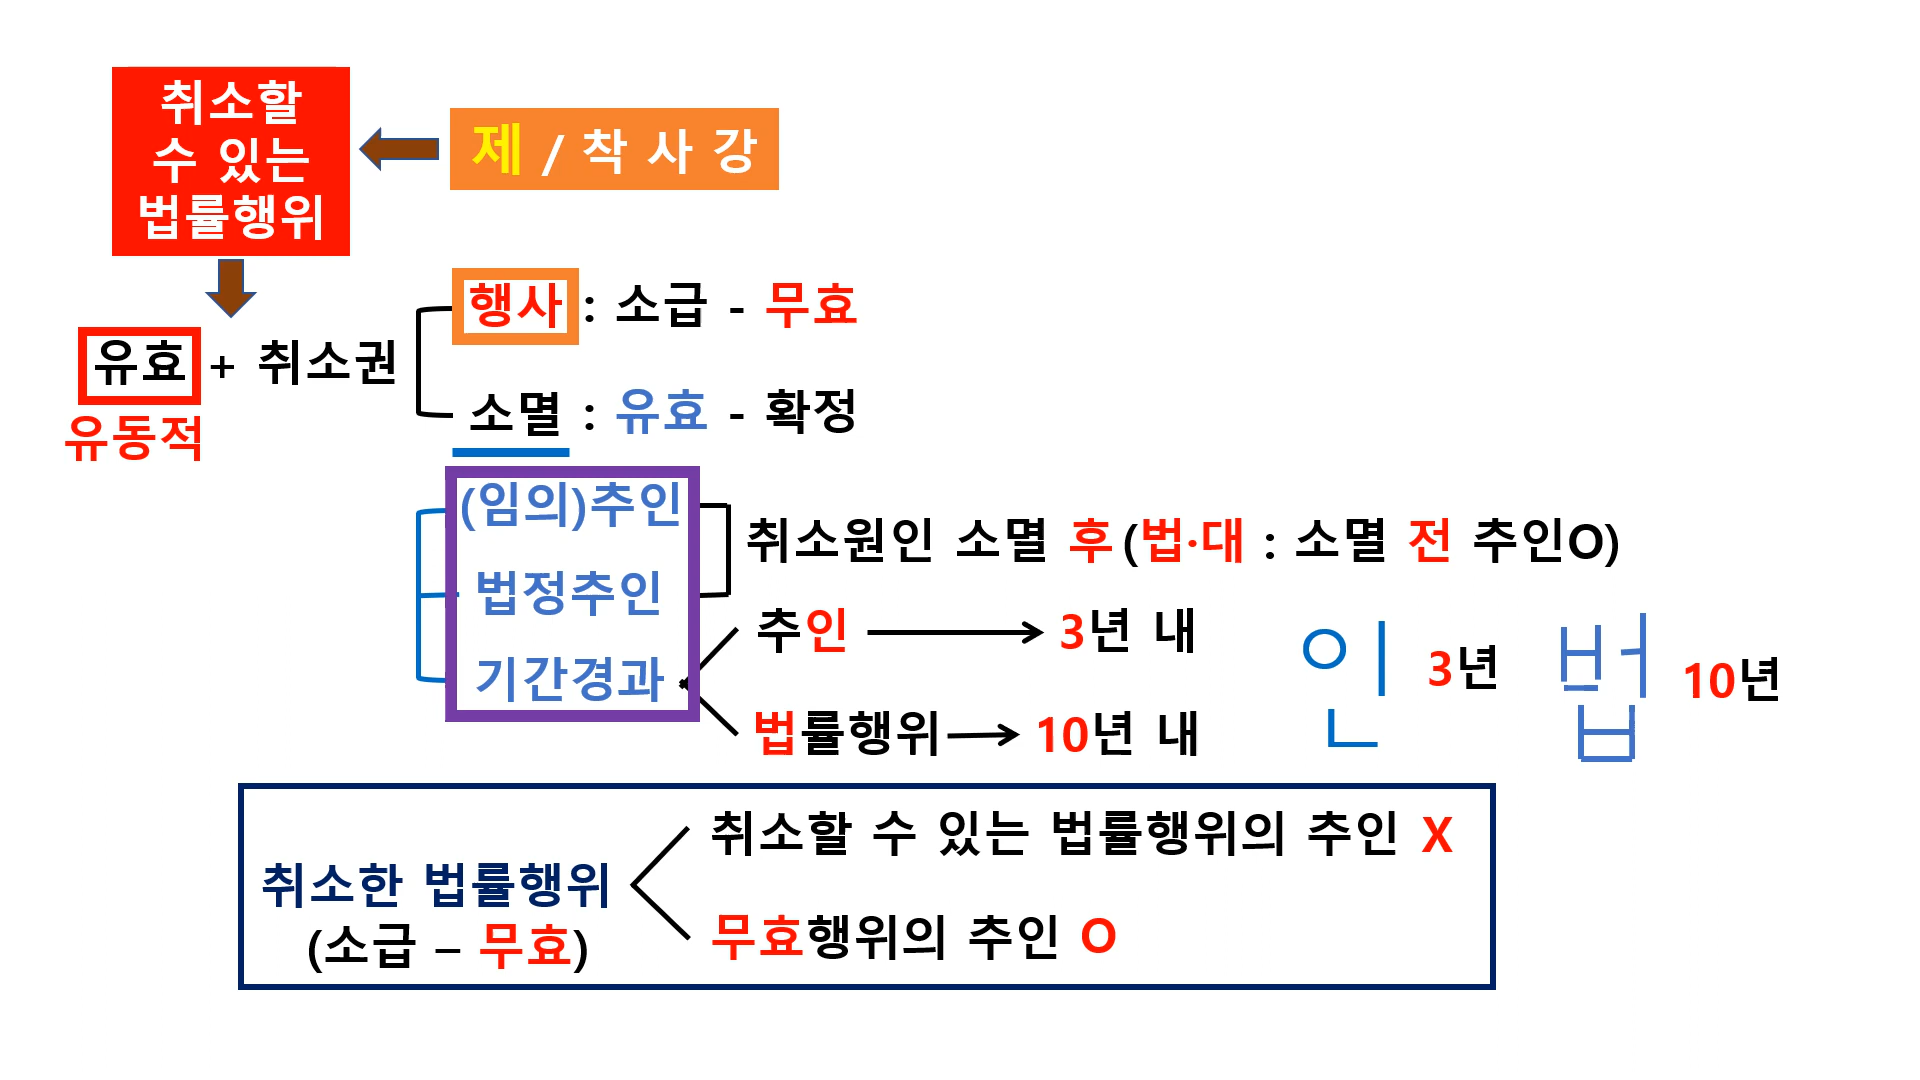 취소할
수 있는
법률행위
제 / 착 사 강
행사 : 소급 - 무효
유효 + 취소권
유동적
소멸 : 유효 - 확정
(임의)추인
법정추인
기간경과
취소원인 소멸 후 (법·대 : 소멸 전 추인O)
추인 3년 내
법률행위 10년 내
인 3년
법 10년
취소한 법률행위
(소급 – 무효)
취소할 수 있는 법률행위의 추인 X
무효행위의 추인 O